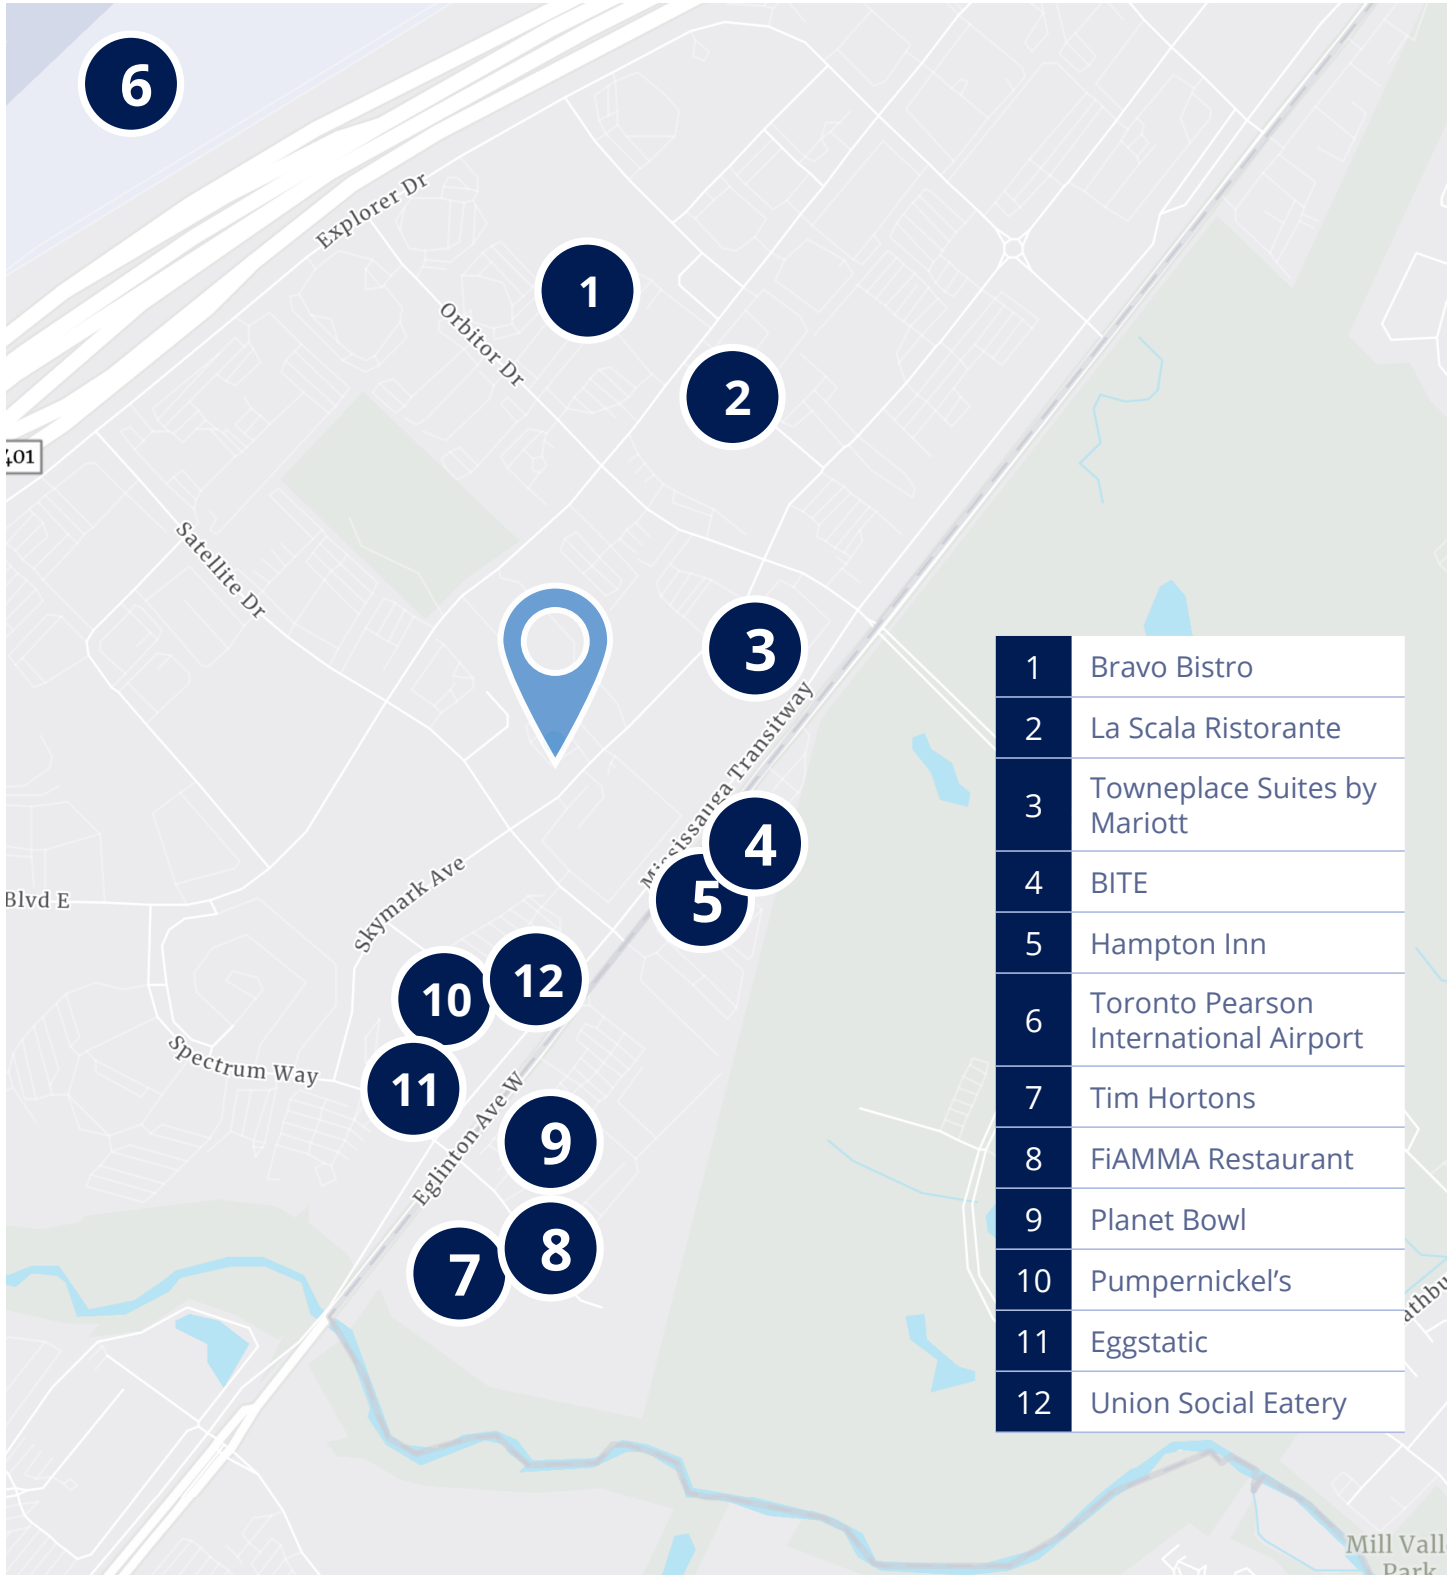 6
Explorer Dr
1
Orbitor Dr
2
401
Satellite Dr
3
Mississauga Transitway
4
5
Blvd E
Skymark Ave
12
10
Spectrum Way
11
Eglinton Ave W
9
8
7
1 Bravo Bistro
2 La Scala Ristorante
3 Towneplace Suites by
Mariott
4 BITE
5 Hampton Inn
6 Toronto Pearson
International Airport
7 Tim Hortons
8 FiAMMA Restaurant
9 Planet Bowl
10 Pumpernickel’s
11 Eggstatic
12 Union Social Eatery
athbu
Mill Vall
Park